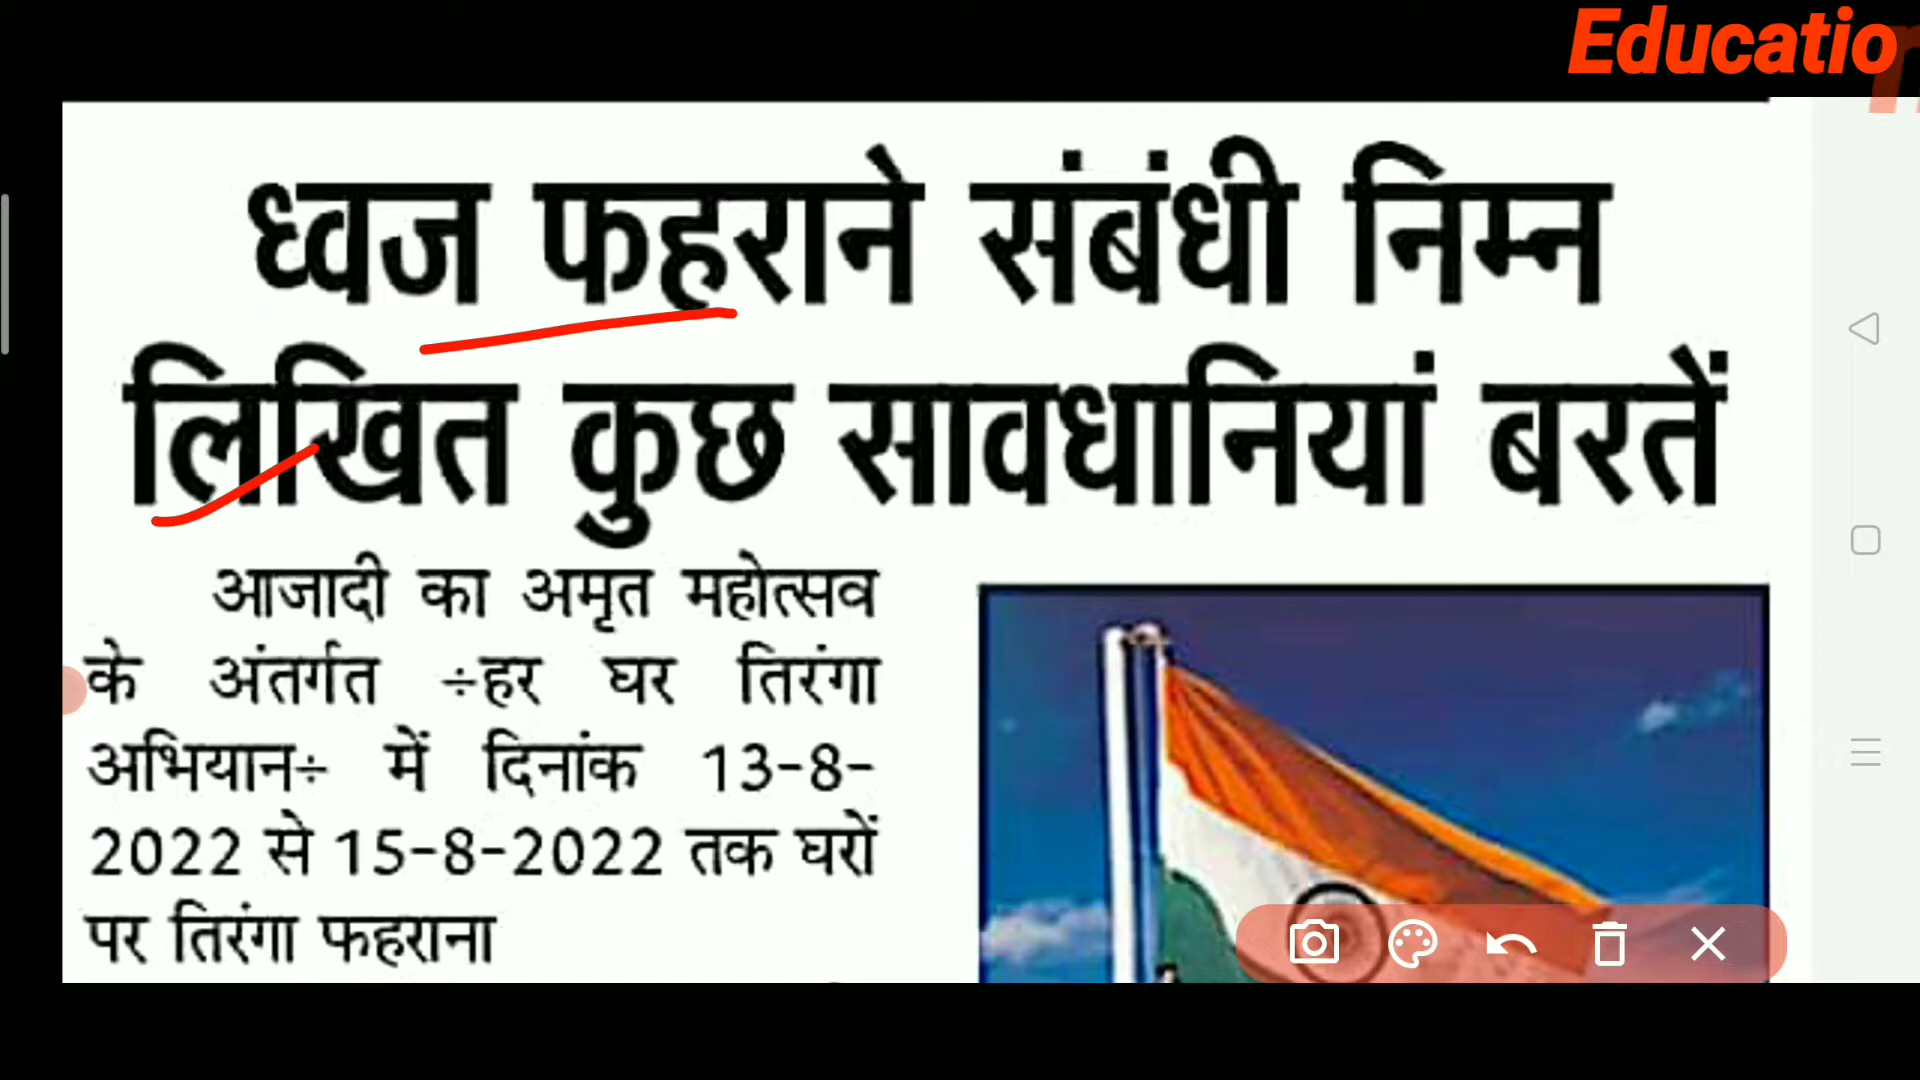 Educatio
ध्वज फहराने संबंधी निम्न
लिखित कुछ सावधानियां बरतें
आजादी का अमृत महोत्सव
के अंतर्गत ÷हर घर तिरंगा
अभियान÷ में दिनांक 13-8-
2022 से 15-8-2022 तक घरों
पर तिरंगा फहराना